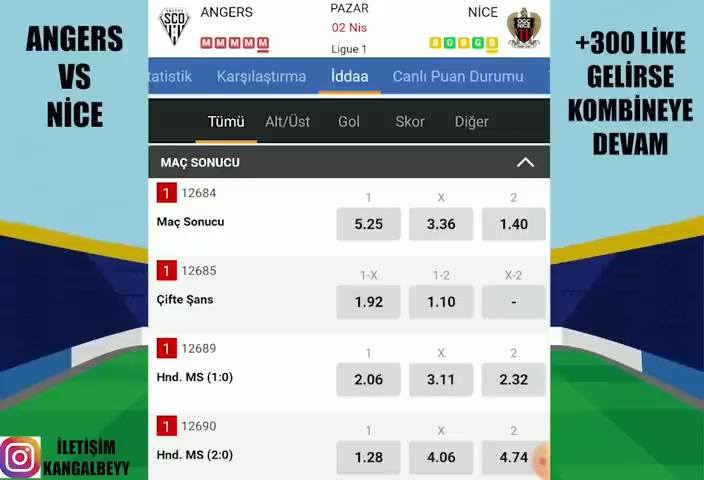 ANGERS
VS
NİCE
ANGERS SCO
ANGERS
M M M M M
PAZAR
02 Nis
Ligue 1
NİCE
B G B G B
OGC NICE
+300 LİKE
GELİRSE
KOMBİNEYE
DEVAM
tatistik Karşılaştırma İddaa Canlı Puan Durumu
Tümü Alt/Üst Gol Skor Diğer
MAÇ SONUCU
1 12684 1 X 2
Maç Sonucu 5.25 3.36 1.40
1 12685 1-X 1-2 X-2
Çifte Şans 1.92 1.10 -
1 12689 1 X 2
Hnd. MS (1:0) 2.06 3.11 2.32
1 12690 1 X 2
Hnd. MS (2:0) 1.28 4.06 4.74
İLETİŞİM
KANGALBEYY